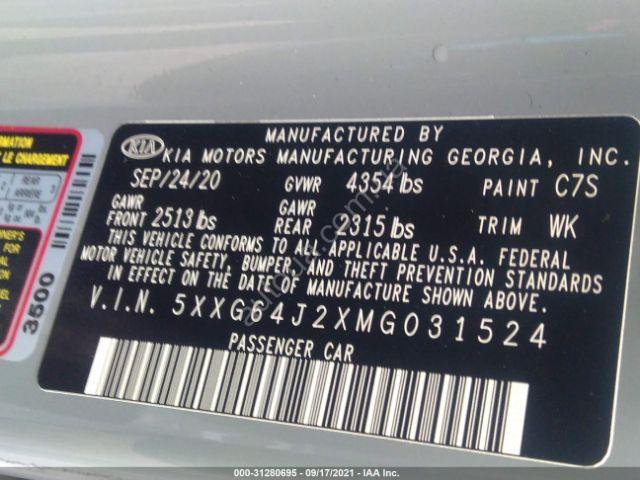 FORMATION
LE CHARGEMENT
REAR
ARRIÈRE
3500
MANUFACTURED BY
KIA KIA MOTORS MANUFACTURING GEORGIA, INC.
SEP/24/20 GVWR 4354 lbs PAINT C7S
GAWR GAWR
FRONT 2513 lbs REAR 2315 lbs TRIM WK
THIS VEHICLE CONFORMS TO ALL APPLICABLE U.S.A. FEDERAL
MOTOR VEHICLE SAFETY, BUMPER, AND THEFT PREVENTION STANDARDS
IN EFFECT ON THE DATE OF MANUFACTURE SHOWN ABOVE.
V.I.N. 5XXG64J2XMG031524
PASSENGER CAR
000-31280695 - 09/17/2021 - IAA Inc.